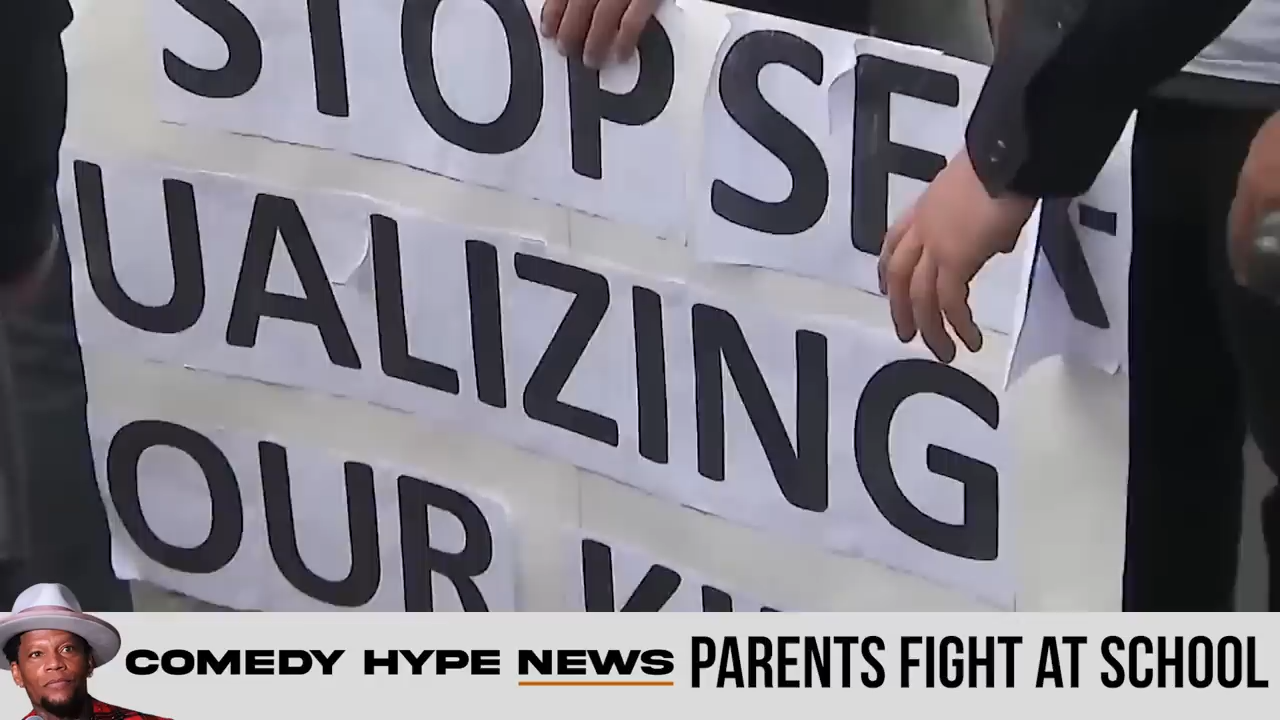 STOP SEX-
UALIZING
OUR
COMEDY HYPE NEWS PARENTS FIGHT AT SCHOOL